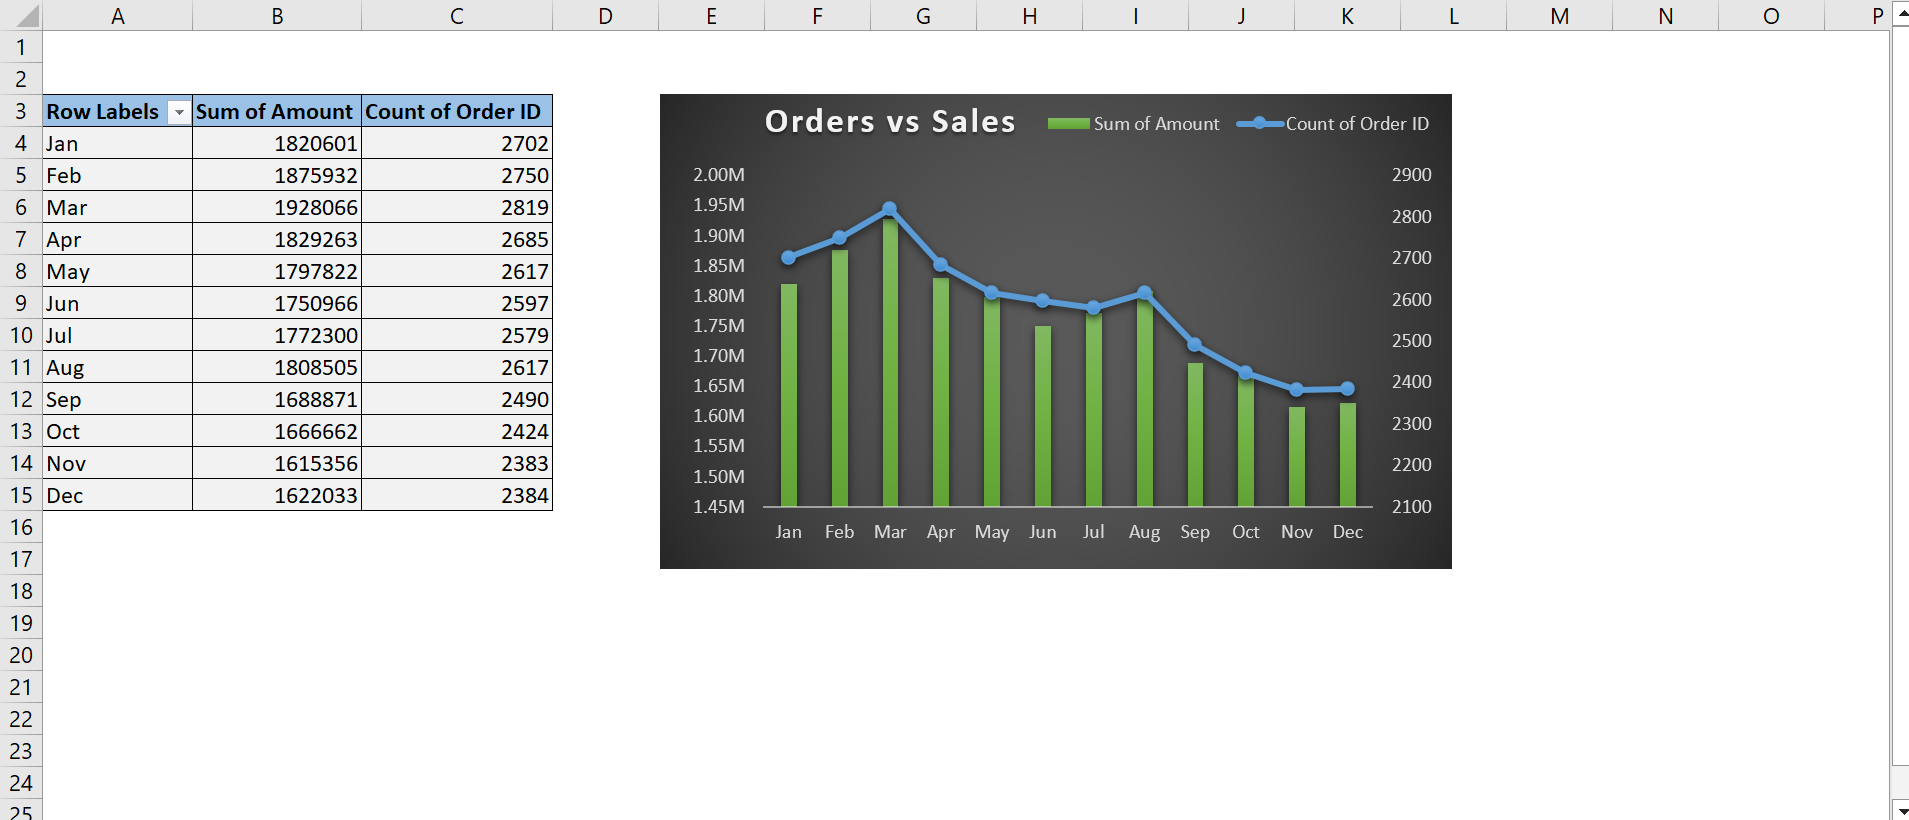 A B C D E F G H I J K L M N O P
1
2
3 Row Labels Sum of Amount Count of Order ID
4 Jan 1820601 2702
5 Feb 1875932 2750
6 Mar 1928066 2819
7 Apr 1829263 2685
8 May 1797822 2617
9 Jun 1750966 2597
10 Jul 1772300 2579
11 Aug 1808505 2617
12 Sep 1688871 2490
13 Oct 1666662 2424
14 Nov 1615356 2383
15 Dec 1622033 2384
16
17
18
19
20
21
22
23
24
25
Orders vs Sales Sum of Amount Count of Order ID
2.00M 2900
1.95M
2800
1.90M
1.85M 2700
1.80M 2600
1.75M
2500
1.70M
1.65M 2400
1.60M
2300
1.55M
1.50M 2200
1.45M 2100
Jan Feb Mar Apr May Jun Jul Aug Sep Oct Nov Dec